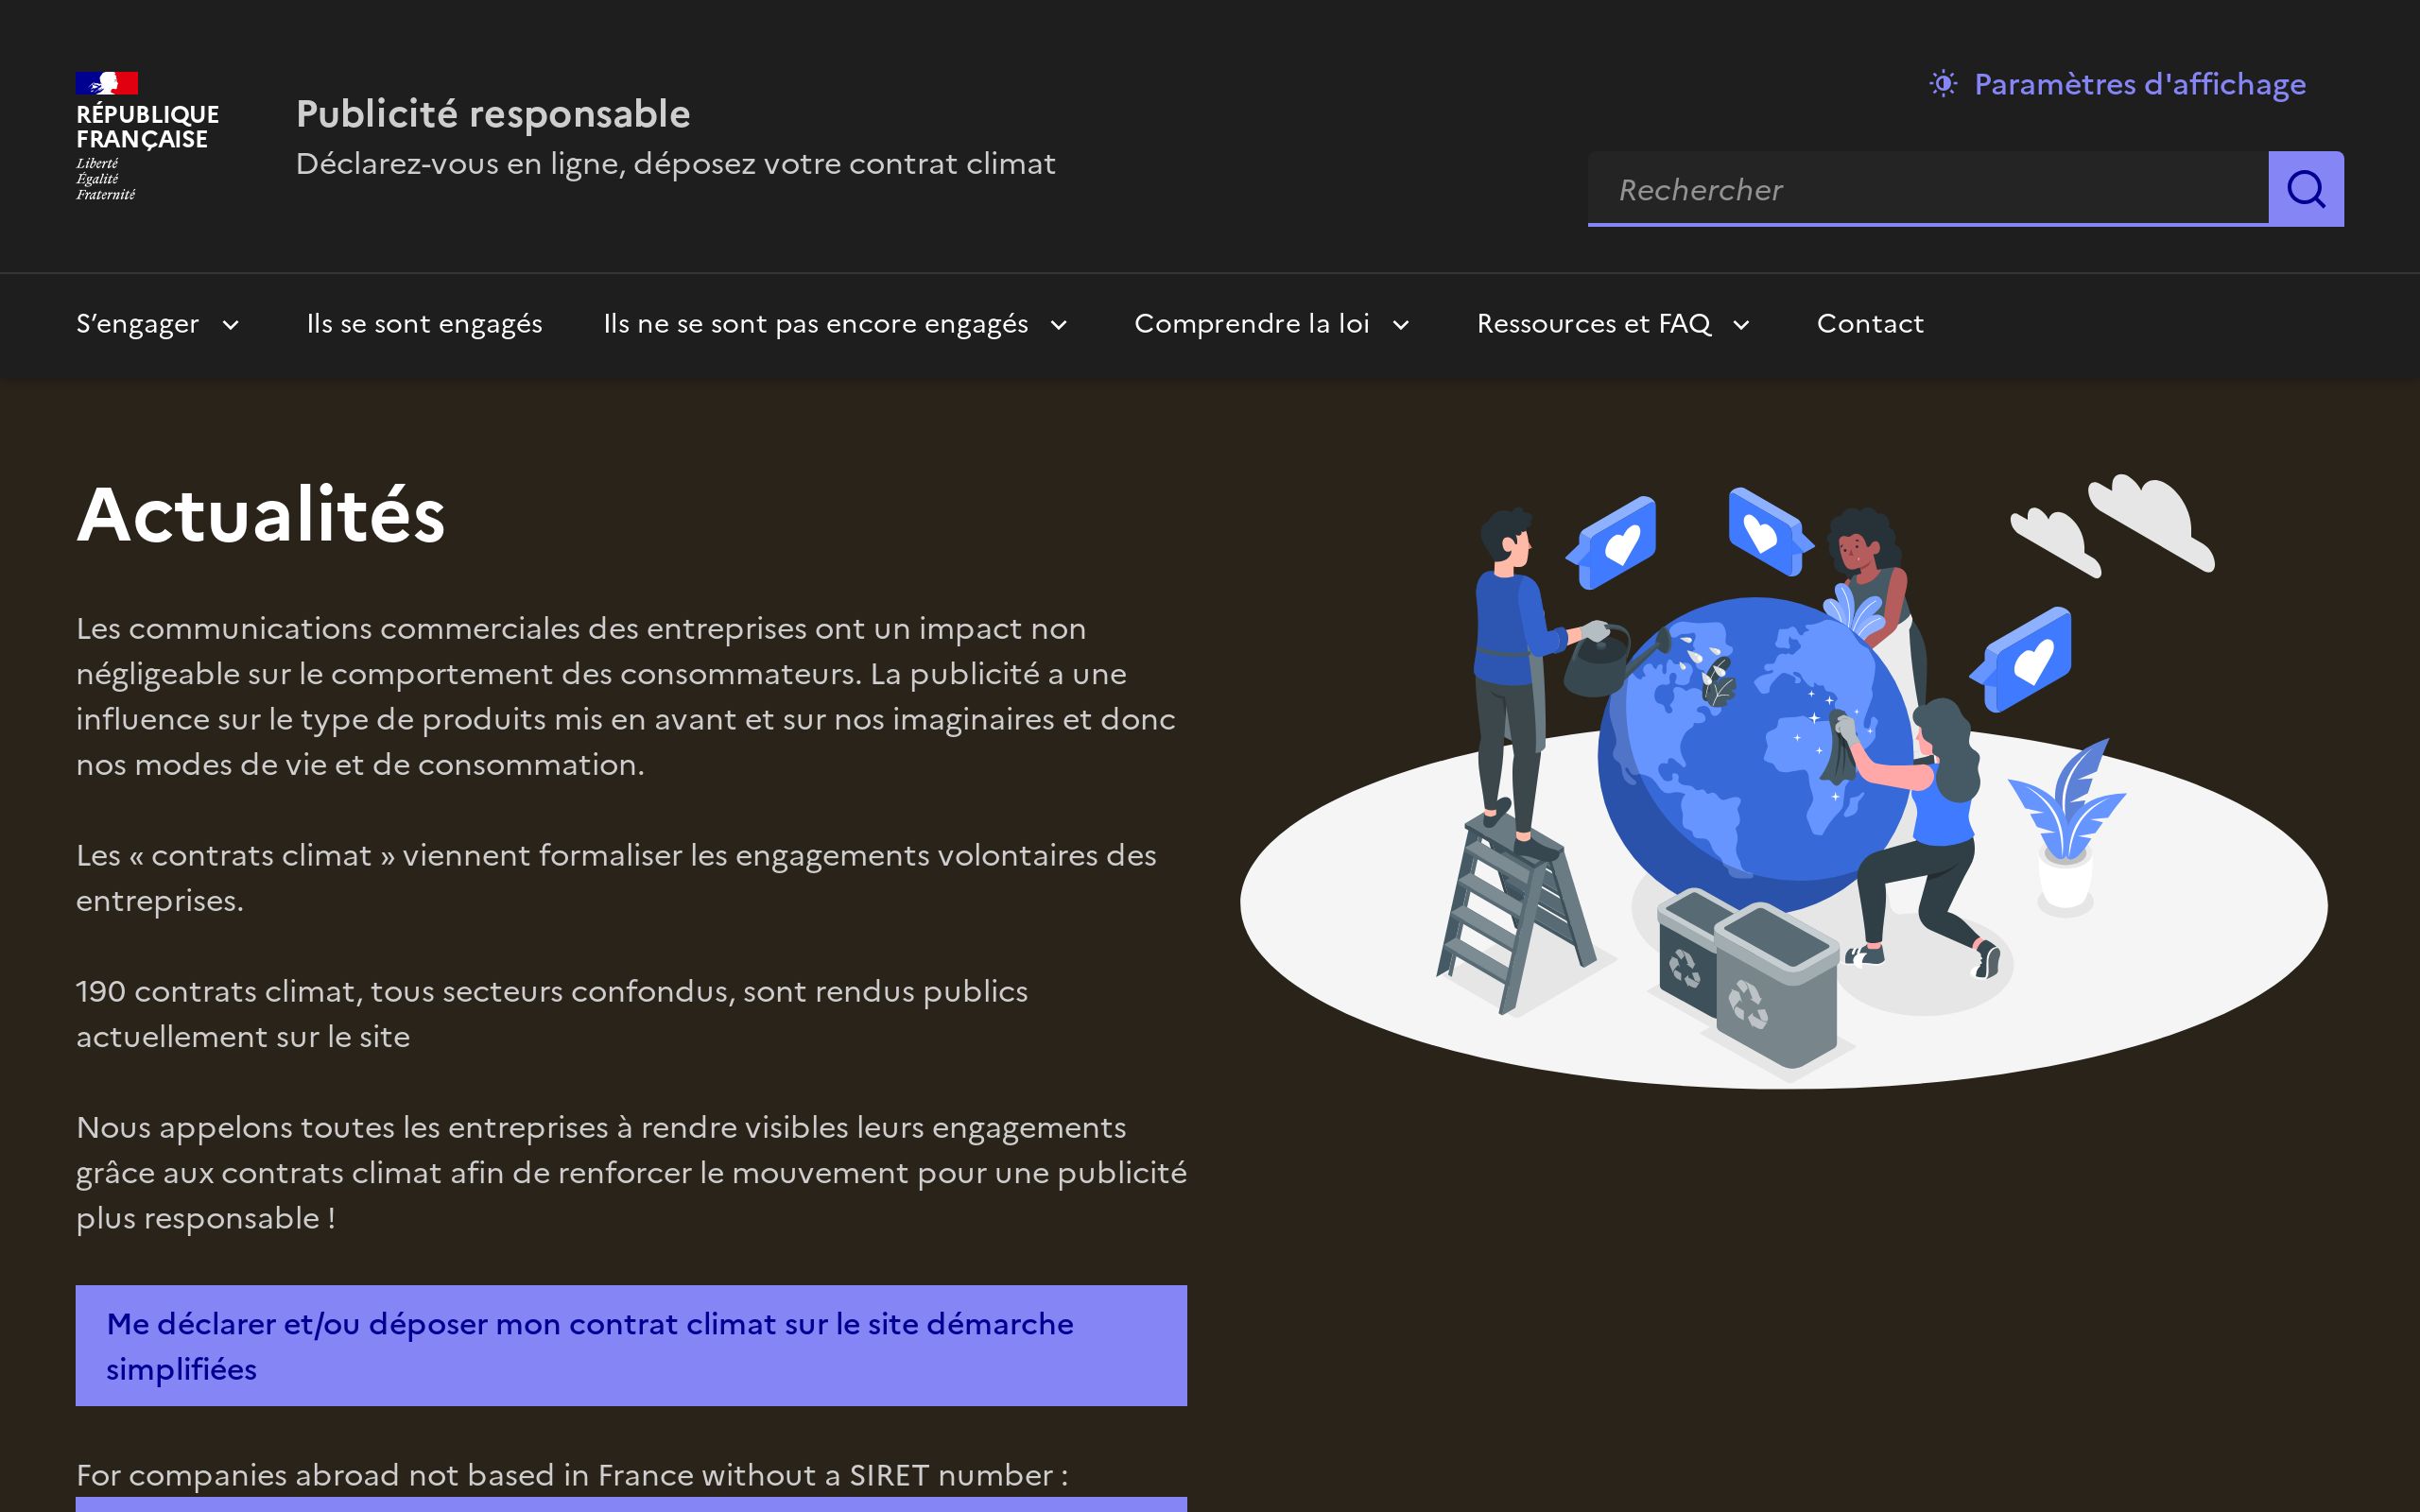 RÉPUBLIQUE
FRANÇAISE
Liberté
Égalité
Fraternité
Publicité responsable
Déclarez-vous en ligne, déposez votre contrat climat
Paramètres d'affichage
Rechercher
S’engager
Ils se sont engagés
Ils ne se sont pas encore engagés
Comprendre la loi
Ressources et FAQ
Contact
Actualités
Les communications commerciales des entreprises ont un impact non
négligeable sur le comportement des consommateurs. La publicité a une
influence sur le type de produits mis en avant et sur nos imaginaires et donc
nos modes de vie et de consommation.
Les « contrats climat » viennent formaliser les engagements volontaires des
entreprises.
190 contrats climat, tous secteurs confondus, sont rendus publics
actuellement sur le site
Nous appelons toutes les entreprises à rendre visibles leurs engagements
grâce aux contrats climat afin de renforcer le mouvement pour une publicité
plus responsable !
Me déclarer et/ou déposer mon contrat climat sur le site démarche
simplifiées
For companies abroad not based in France without a SIRET number :